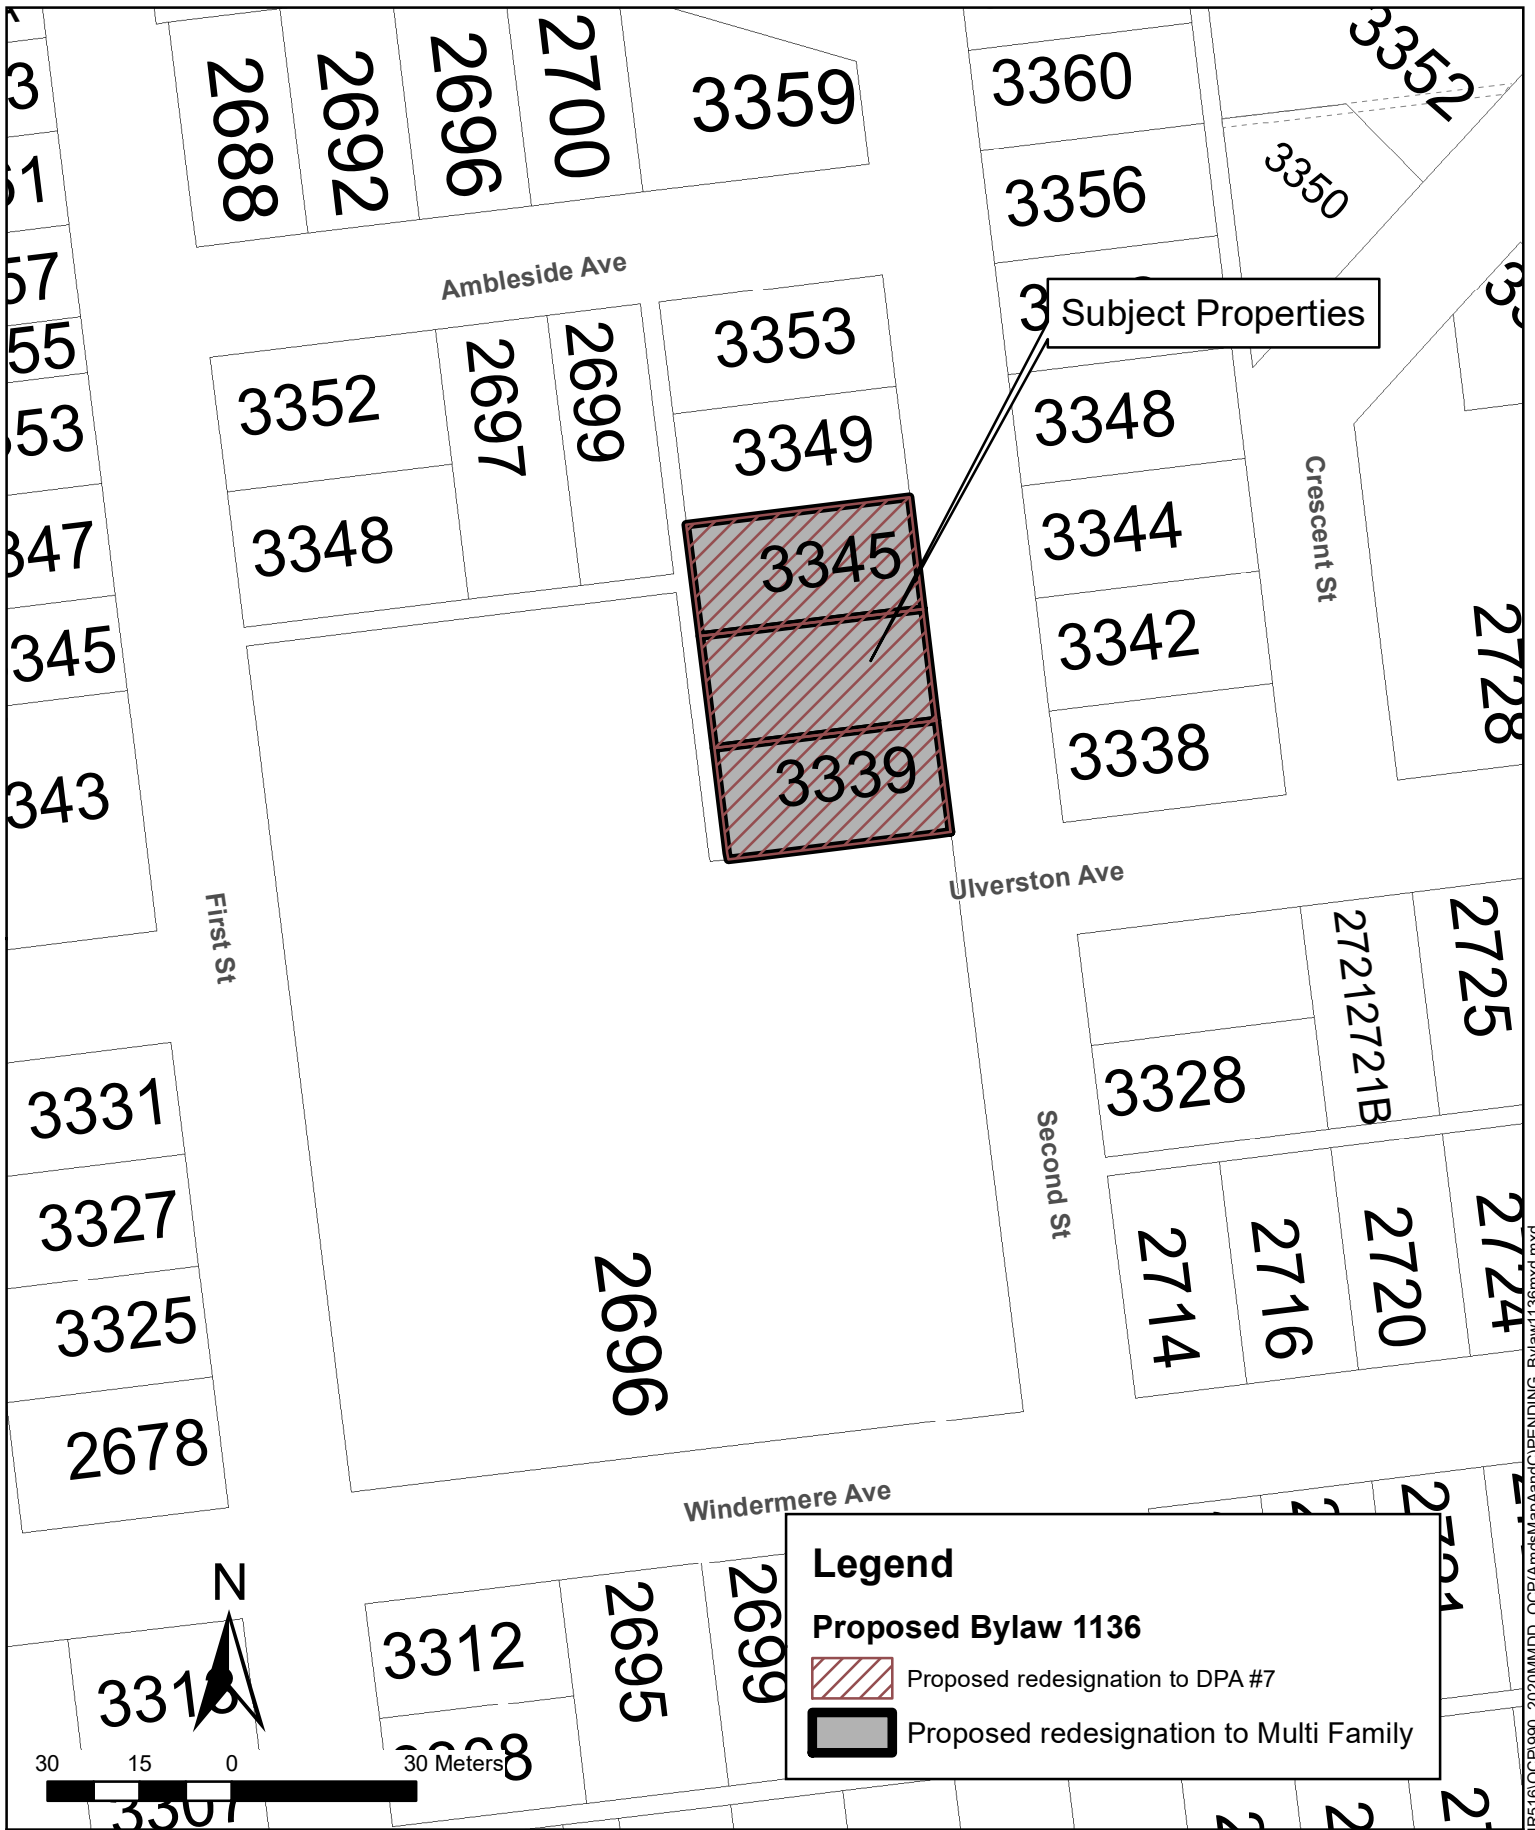 2688
2692
2696
2700
3359
3360
3352
3356
3350
Ambleside Ave
Subject Properties
3353
3352
2697
2699
3349
3348
3348
3345
3344
Crescent St
3342
2728
3339
3338
Ulverston Ave
First St
2725
27212721B
3331
3328
Second St
3327
2714
2716
2720
2724
3325
2696
2678
Windermere Ave
N
3312
2695
2699
Legend
Proposed Bylaw 1136
Proposed redesignation to DPA #7
Proposed redesignation to Multi Family
30 15 0 30 Meters
3307